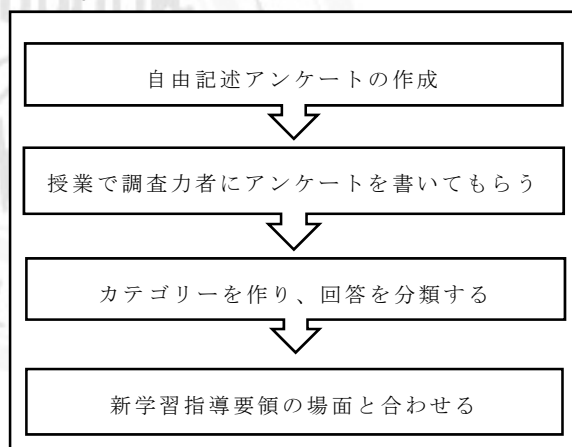 自由記述アンケートの作成
授業で調査力者にアンケートを書いてもらう
カテゴリーを作り、回答を分類する
新学習指導要領の場面と合わせる